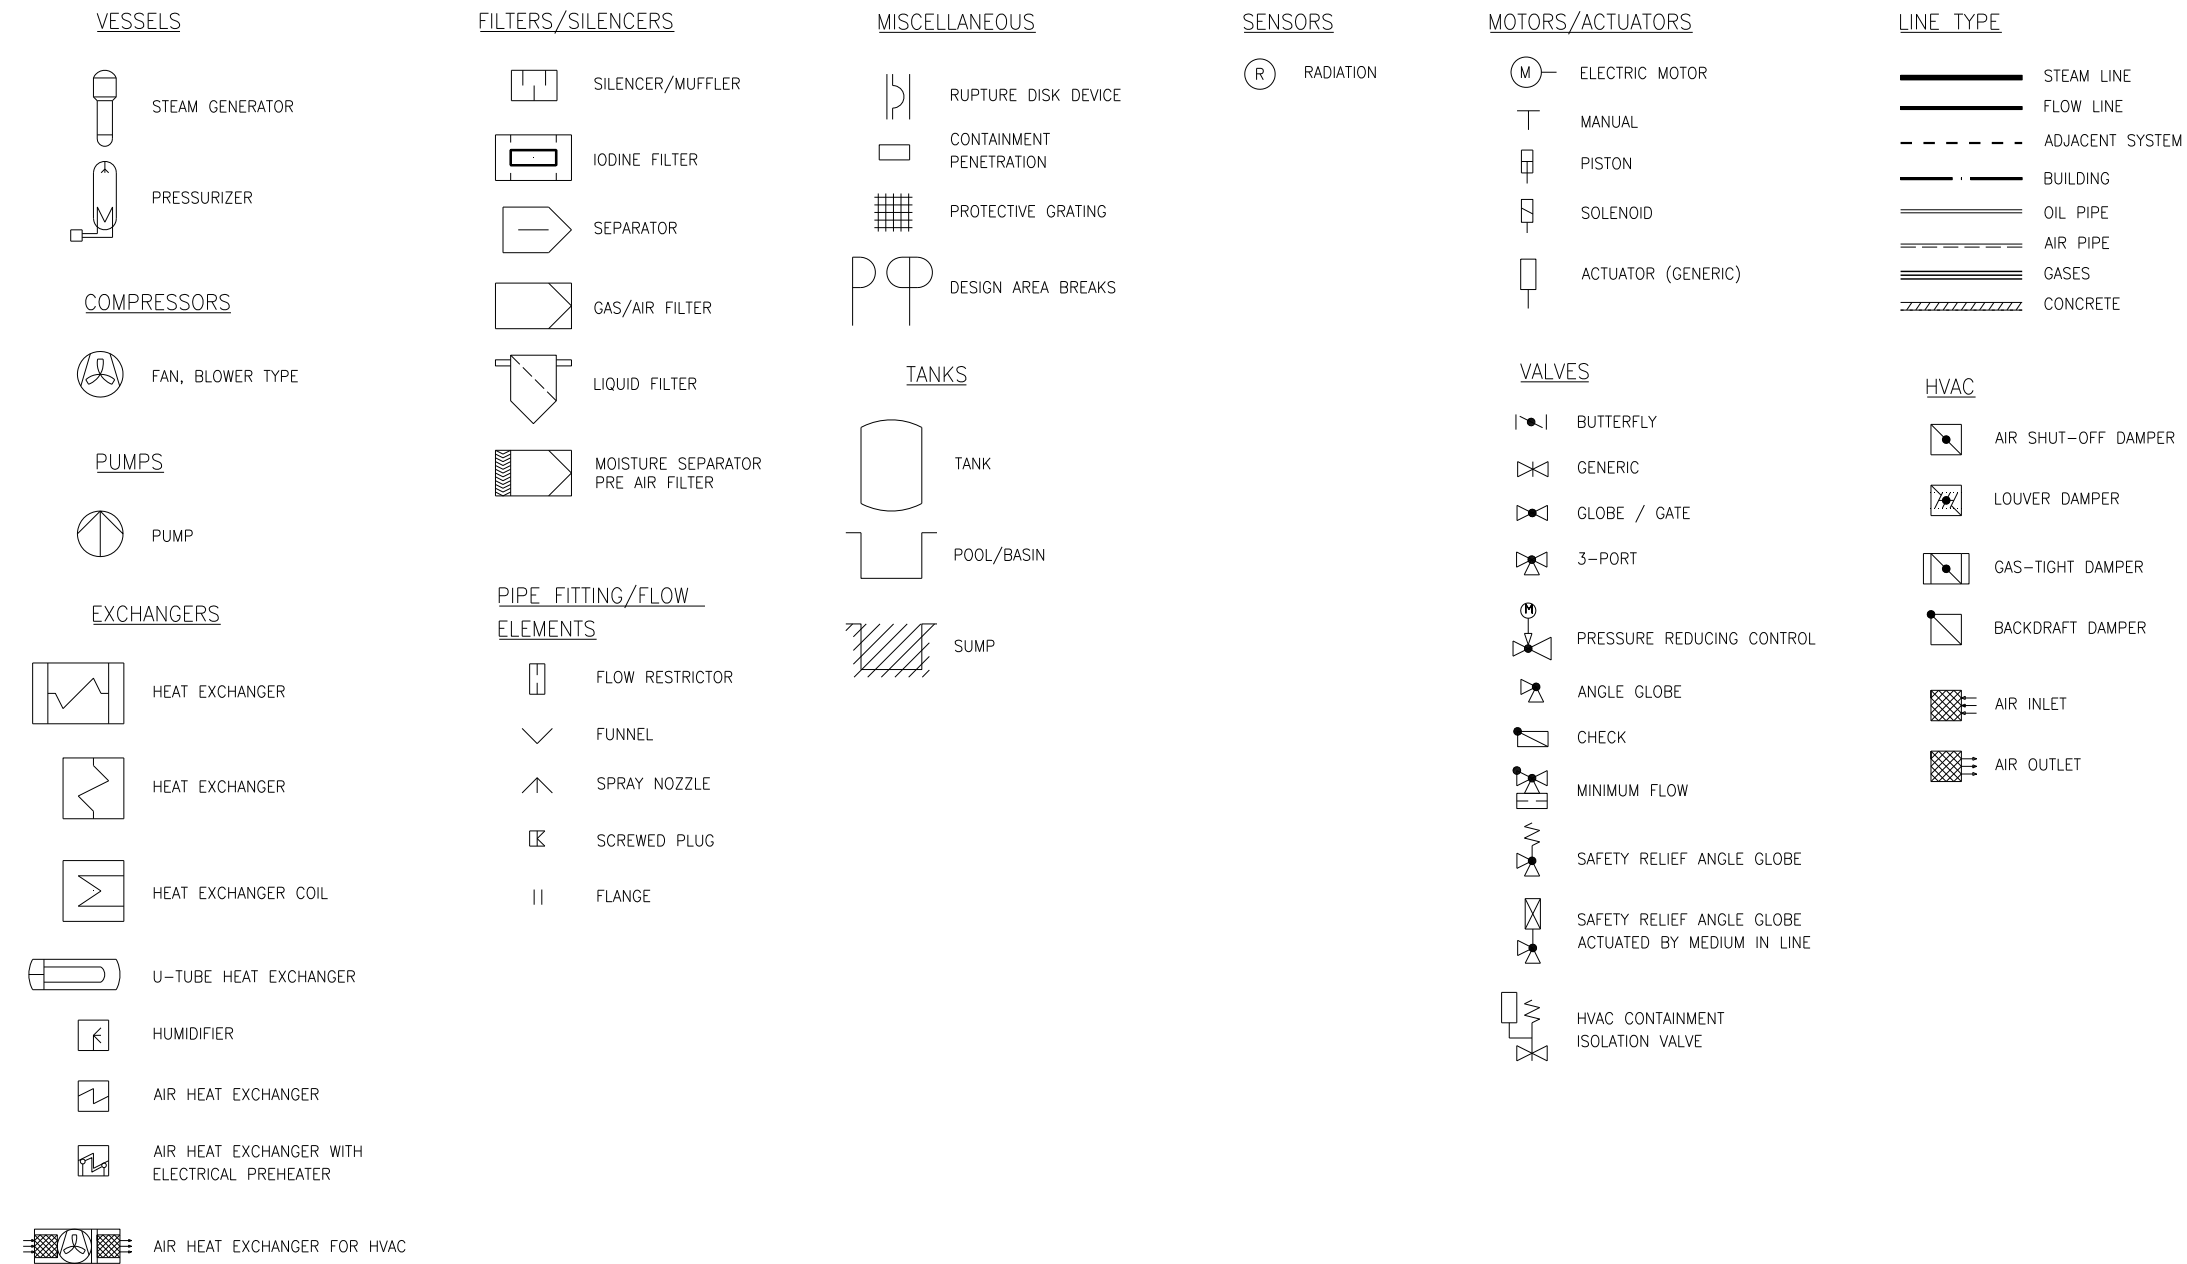 VESSELS
STEAM GENERATOR
PRESSURIZER
COMPRESSORS
FAN, BLOWER TYPE
PUMPS
PUMP
EXCHANGERS
HEAT EXCHANGER
HEAT EXCHANGER
HEAT EXCHANGER COIL
U-TUBE HEAT EXCHANGER
HUMIDIFIER
AIR HEAT EXCHANGER
AIR HEAT EXCHANGER WITH
ELECTRICAL PREHEATER
AIR HEAT EXCHANGER FOR HVAC
FILTERS/SILENCERS
SILENCER/MUFFLER
IODINE FILTER
SEPARATOR
GAS/AIR FILTER
LIQUID FILTER
MOISTURE SEPARATOR
PRE AIR FILTER
PIPE FITTING/FLOW
ELEMENTS
FLOW RESTRICTOR
FUNNEL
SPRAY NOZZLE
SCREWED PLUG
FLANGE
MISCELLANEOUS
RUPTURE DISK DEVICE
CONTAINMENT
PENETRATION
PROTECTIVE GRATING
DESIGN AREA BREAKS
TANKS
TANK
POOL/BASIN
SUMP
SENSORS
R RADIATION
MOTORS/ACTUATORS
M ELECTRIC MOTOR
MANUAL
PISTON
SOLENOID
ACTUATOR (GENERIC)
VALVES
BUTTERFLY
GENERIC
GLOBE / GATE
3-PORT
M
PRESSURE REDUCING CONTROL
ANGLE GLOBE
CHECK
MINIMUM FLOW
SAFETY RELIEF ANGLE GLOBE
SAFETY RELIEF ANGLE GLOBE
ACTUATED BY MEDIUM IN LINE
HVAC CONTAINMENT
ISOLATION VALVE
LINE TYPE
STEAM LINE
FLOW LINE
ADJACENT SYSTEM
BUILDING
OIL PIPE
AIR PIPE
GASES
CONCRETE
HVAC
AIR SHUT-OFF DAMPER
LOUVER DAMPER
GAS-TIGHT DAMPER
BACKDRAFT DAMPER
AIR INLET
AIR OUTLET